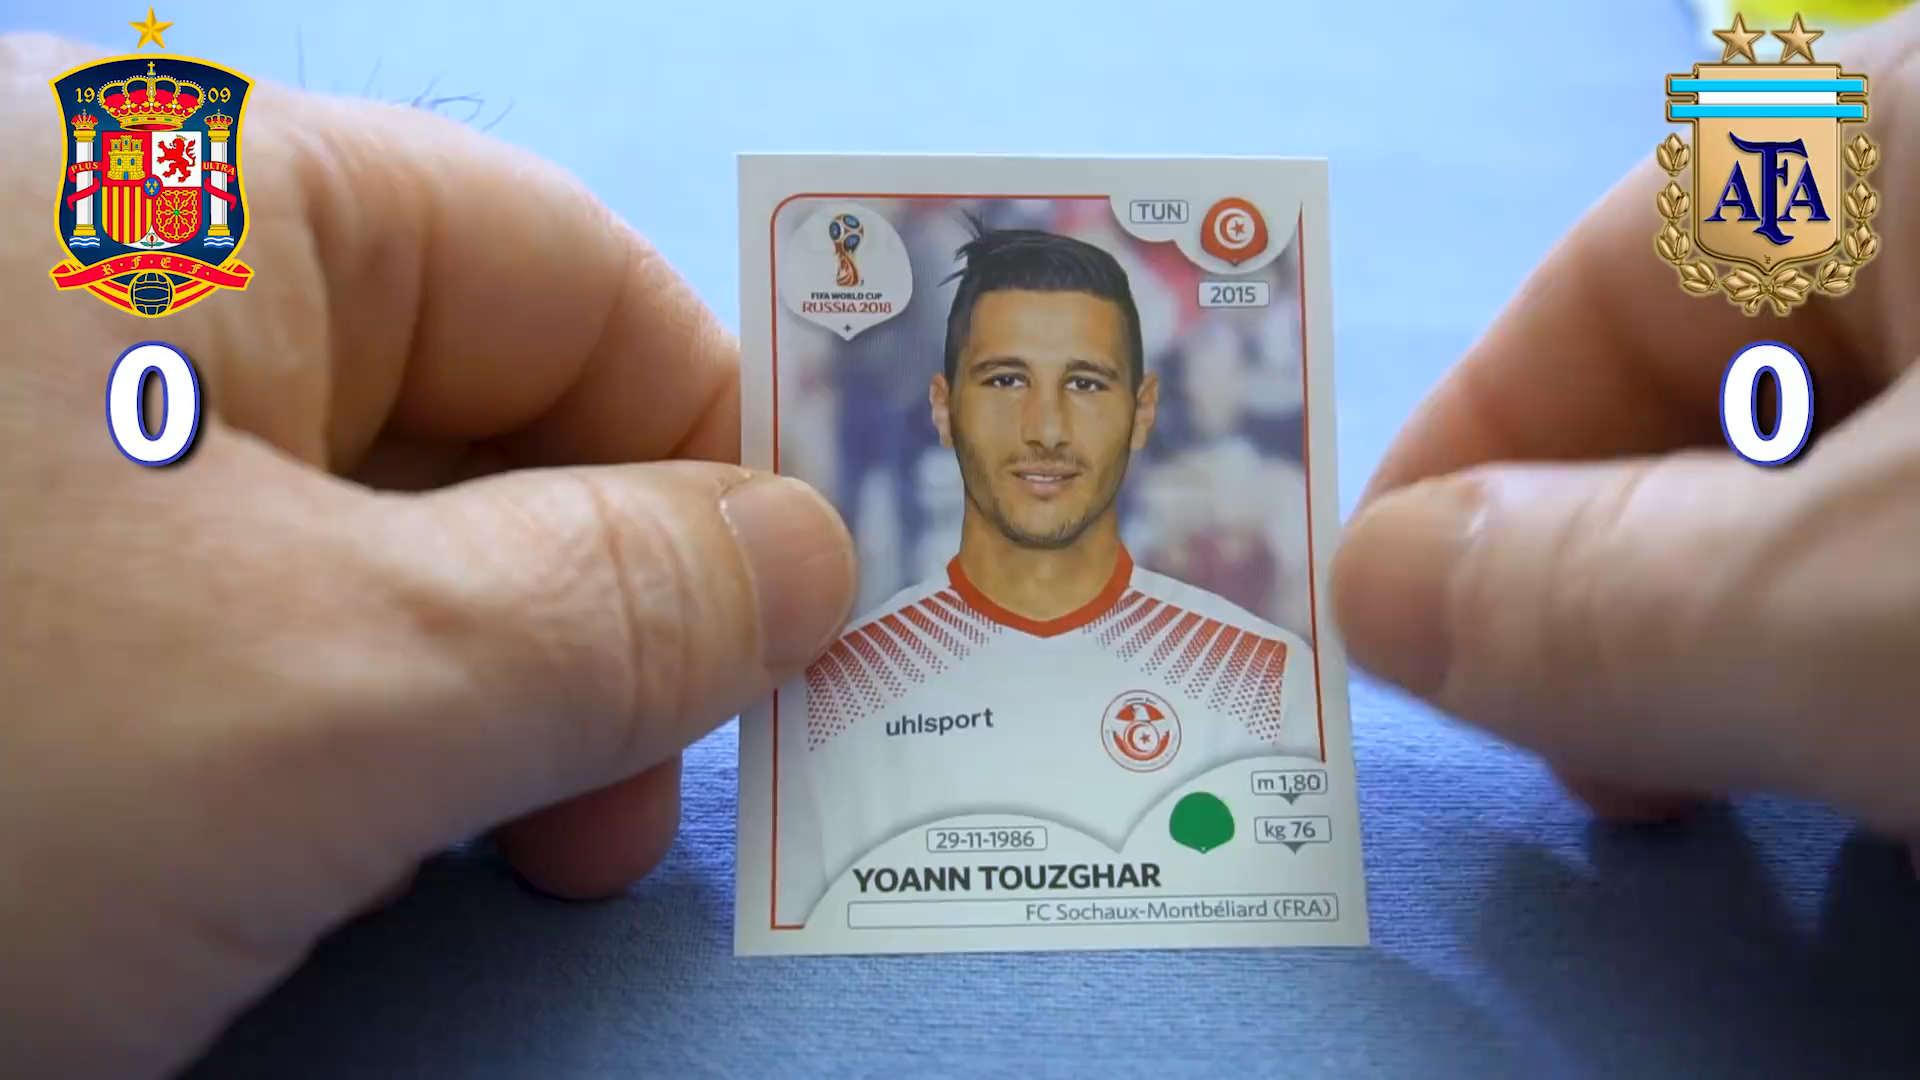 19 09
PLUS ULTRA
R.F.E.F.
0
AFA
0
FIFA WORLD CUP
RUSSIA 2018
TUN
2015
uhlsport
m 1,80
kg 76
29-11-1986
YOANN TOUZGHAR
FC Sochaux-Montbéliard (FRA)